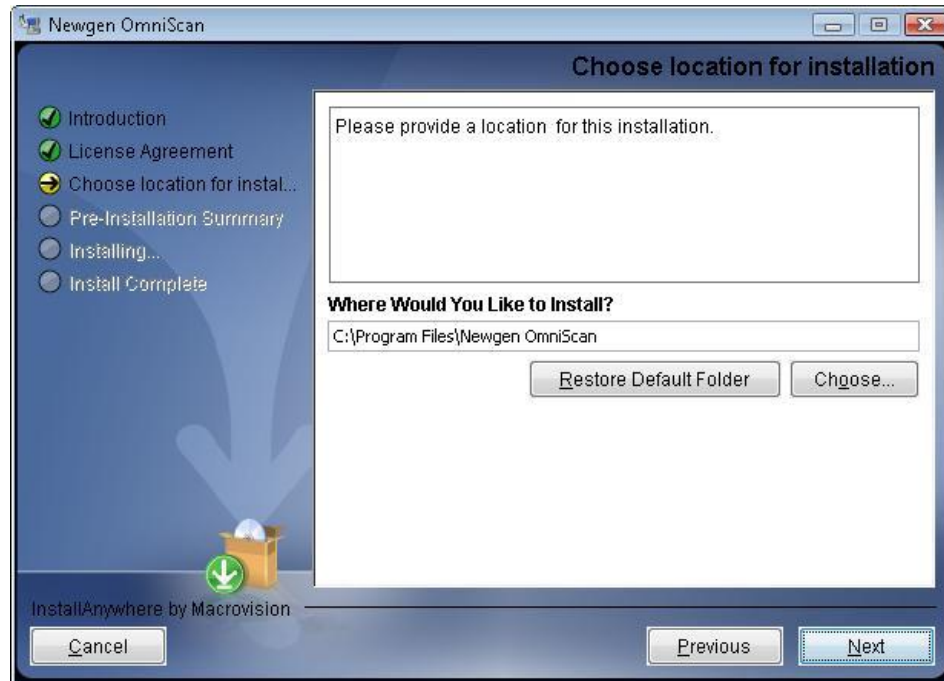 Newgen OmniScan
Choose location for installation
Introduction
License Agreement
Choose location for instal...
Pre-Installation Summary
Installing...
Install Complete
Please provide a location for this installation.
Where Would You Like to Install?
C:\Program Files\Newgen OmniScan
Restore Default Folder
Choose...
InstallAnywhere by Macrovision
Cancel
Previous
Next